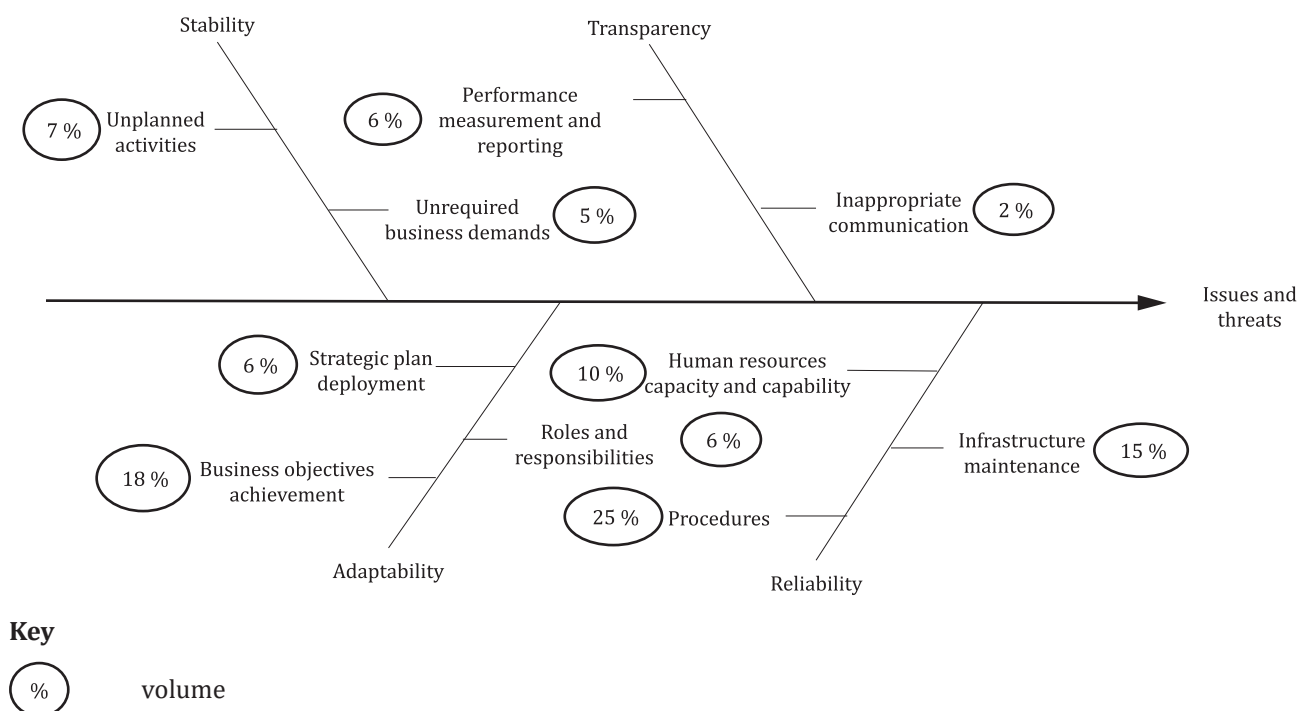 Stability
Transparency
7 %
Unplanned
activities
6 %
Performance
measurement and
reporting
Unrequired
business demands
5 %
Inappropriate
communication
2 %
Issues and
threats
6 %
Strategic plan
deployment
10 %
Human resources
capacity and capability
Roles and
responsibilities
6 %
Infrastructure
maintenance
15 %
18 %
Business objectives
achievement
25 %
Procedures
Adaptability
Reliability
Key
%
volume